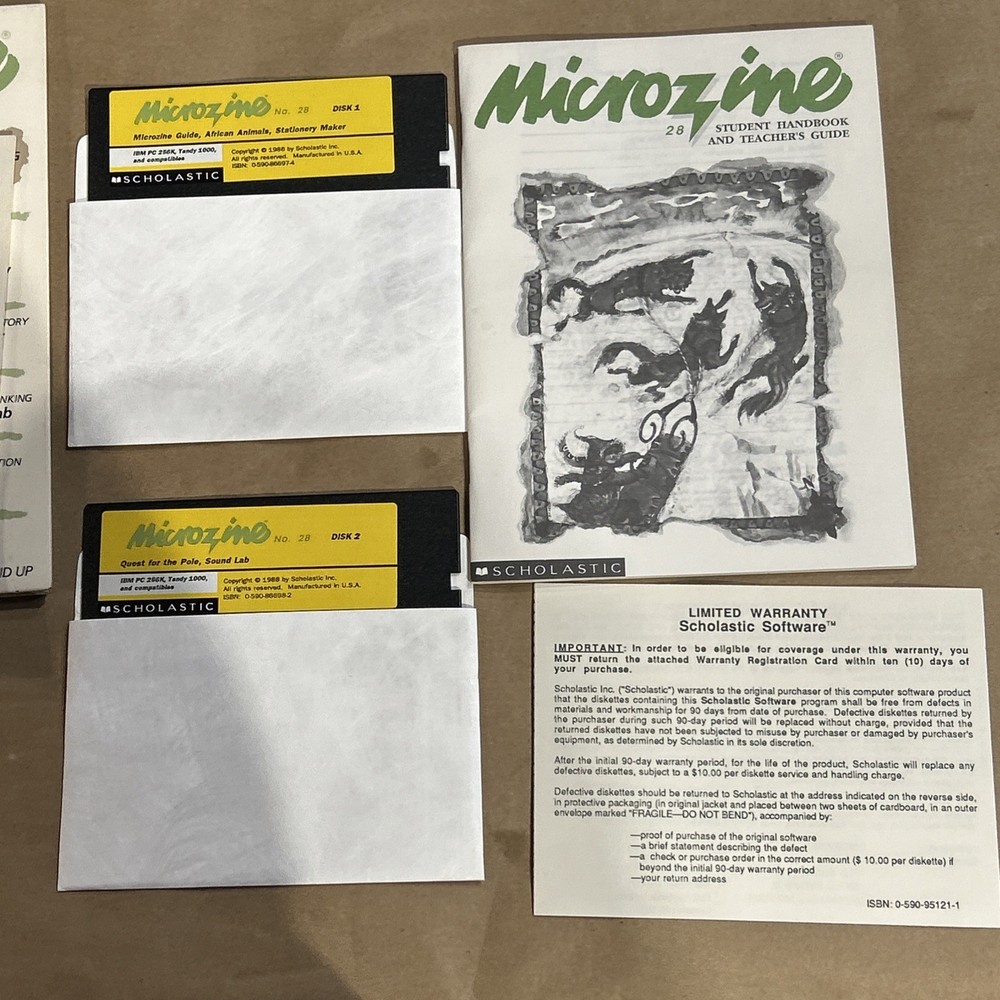 TORY
NKING
ab
TION
ND UP
Microzine No. 28 DISK 1
Microzine Guide, African Animals, Stationery Maker
IBM PC 256K, Tandy 1000,
and compatibles
Copyright © 1988 by Scholastic Inc.
All rights reserved. Manufactured in U.S.A.
ISBN: 0-590-86697-4
SCHOLASTIC
Microzine No. 28 DISK 2
Quest for the Pole, Sound Lab
IBM PC 256K, Tandy 1000,
and compatibles
Copyright © 1988 by Scholastic Inc.
All rights reserved. Manufactured in U.S.A.
ISBN: 0-590-86698-2
SCHOLASTIC
Microzine®
28 STUDENT HANDBOOK
AND TEACHER'S GUIDE
SCHOLASTIC
LIMITED WARRANTY
Scholastic Software™
IMPORTANT: In order to be eligible for coverage under this warranty, you
MUST return the attached Warranty Registration Card within ten (10) days of
your purchase.
Scholastic Inc. ("Scholastic") warrants to the original purchaser of this computer software product
that the diskettes containing this Scholastic Software program shall be free from defects in
materials and workmanship for 90 days from date of purchase. Defective diskettes returned by
the purchaser during such 90-day period will be replaced without charge, provided that the
returned diskettes have not been subjected to misuse by purchaser or damaged by purchaser's
equipment, as determined by Scholastic in its sole discretion.
After the initial 90-day warranty period, for the life of the product, Scholastic will replace any
defective diskettes, subject to a $10.00 per diskette service and handling charge.
Defective diskettes should be returned to Scholastic at the address indicated on the reverse side,
in protective packaging (in original jacket and placed between two sheets of cardboard, in an outer
envelope marked "FRAGILE—DO NOT BEND"), accompanied by:
—proof of purchase of the original software
—a brief statement describing the defect
—a check or purchase order in the correct amount ($ 10.00 per diskette) if
beyond the initial 90-day warranty period
—your return address
ISBN: 0-590-95121-1